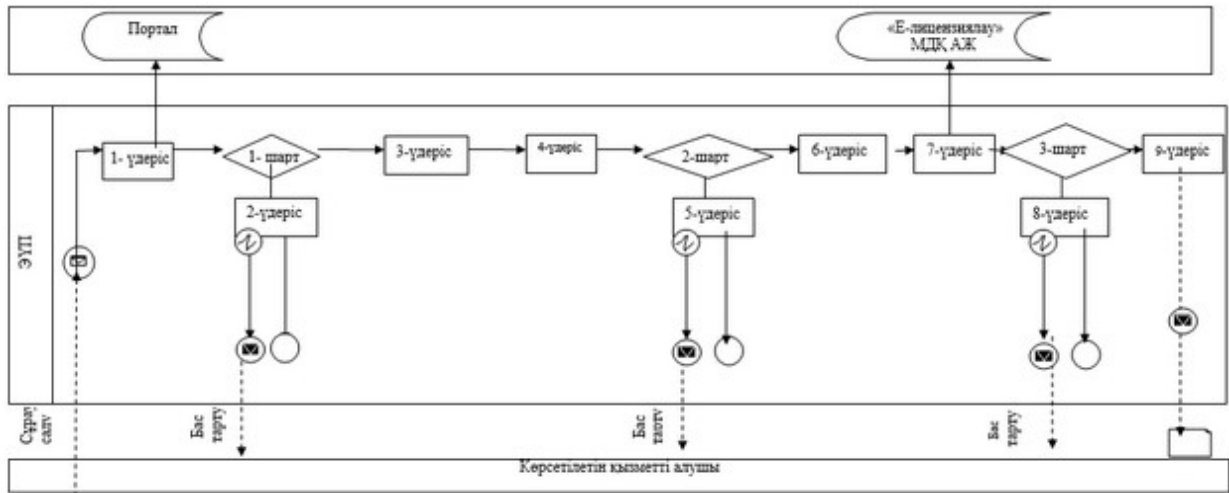 Портал
«Е-лицензиялау»
МДҚ АЖ
ЭҮП
1- үдеріс
1- шарт
3-үдеріс
4-үдеріс
2-шарт
6-үдеріс
7-үдеріс
3-шарт
9-үдеріс
2-үдеріс
5-үдеріс
8-үдеріс
Сұрау
салу
Бас
тарту
Бас
тарту
Бас
тарту
Көрсетілетін қызметті алушы